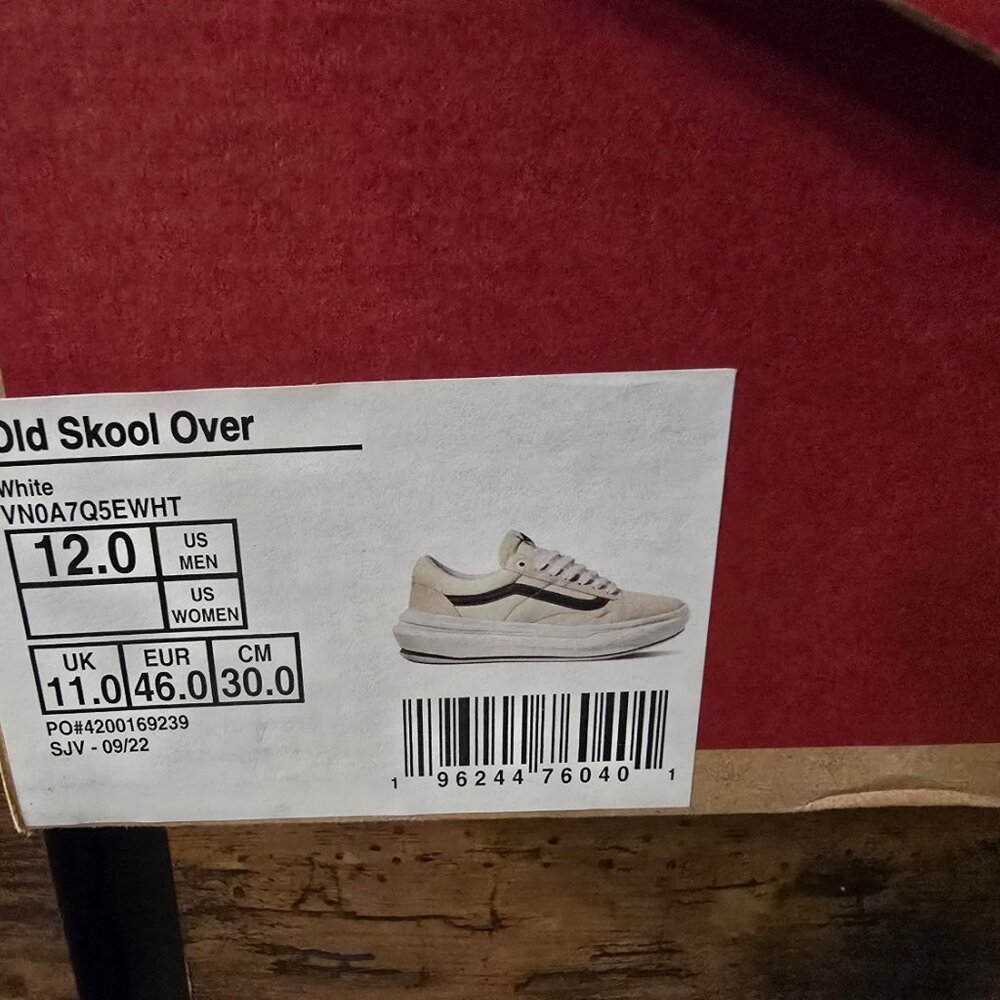 Old Skool Over
White
VN0A7Q5EWHT
12.0 US MEN
US WOMEN
UK EUR CM
11.0 46.0 30.0
PO#4200169239
SJV - 09/22
1 96244 76040 1